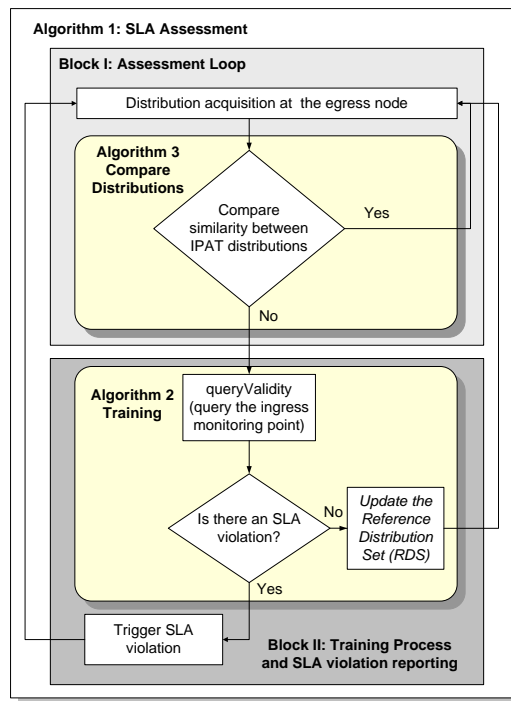 Algorithm 1: SLA Assessment
Block I: Assessment Loop
Distribution acquisition at the egress node
Algorithm 3
Compare
Distributions
Compare
similarity between
IPAT distributions
Yes
No
Algorithm 2
Training
queryValidity
(query the ingress
monitoring point)
Is there an SLA
violation?
No
Update the
Reference
Distribution
Set (RDS)
Yes
Trigger SLA
violation
Block II: Training Process
and SLA violation reporting